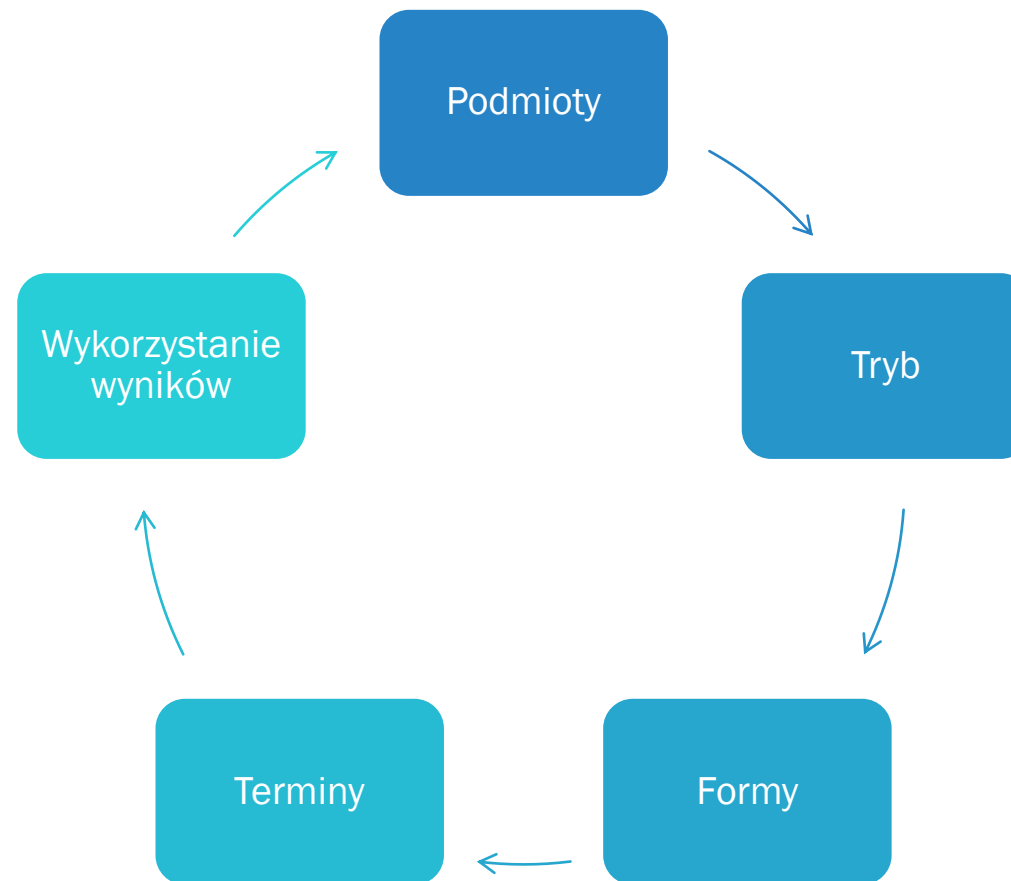 Podmioty
Tryb
Formy
Terminy
Wykorzystanie
wyników